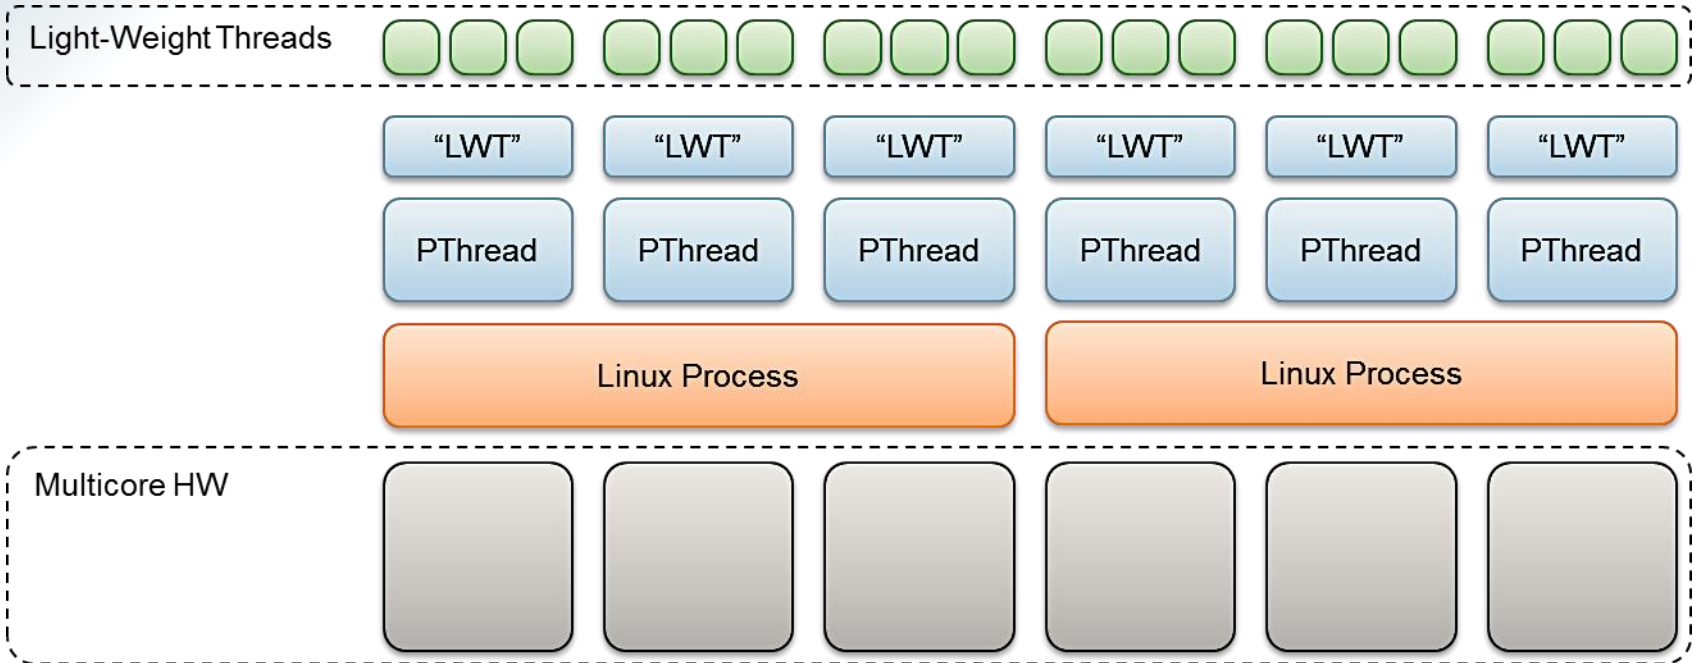 Light-Weight Threads
“LWT” “LWT” “LWT” “LWT” “LWT” “LWT”
PThread PThread PThread PThread PThread PThread
Linux Process Linux Process
Multicore HW